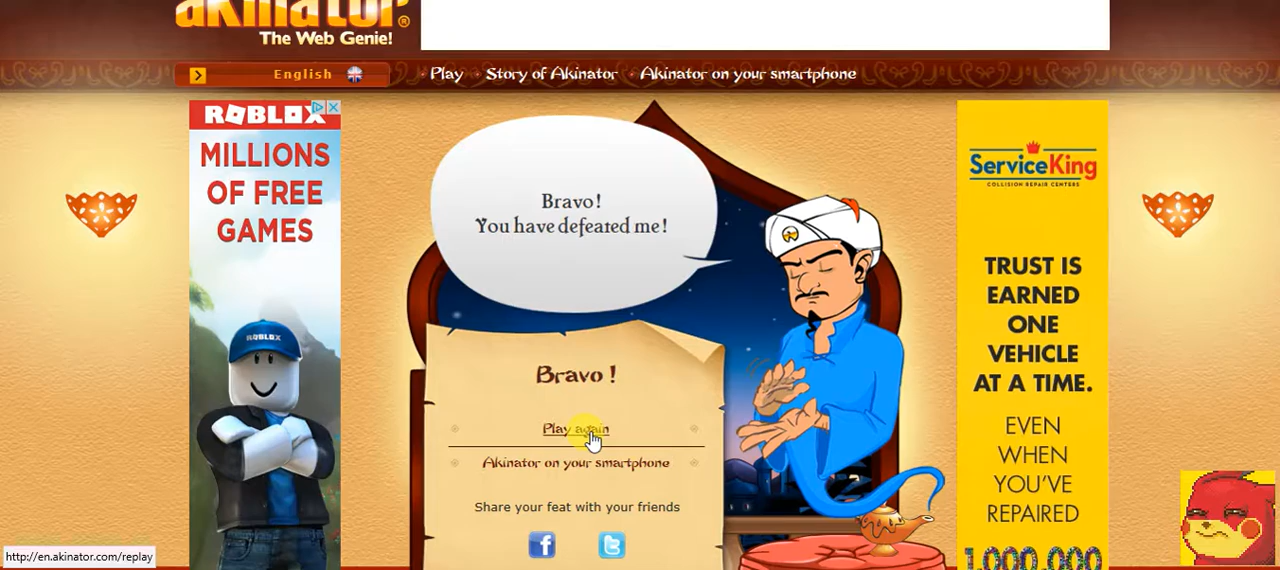 akinator®
The Web Genie!
English
Play
Story of Akinator
Akinator on your smartphone
ROBLOX
MILLIONS
OF FREE
GAMES
ROBLOX
Bravo!
You have defeared me!
Bravo !
Play again
Akinator on your smartphone
Share your feat with your friends
ServiceKing
COLLISION REPAIR CENTERS
TRUST IS
EARNED
ONE
VEHICLE
AT A TIME.
EVEN
WHEN
YOU'VE
REPAIRED
1,000,000
http://en.akinator.com/replay